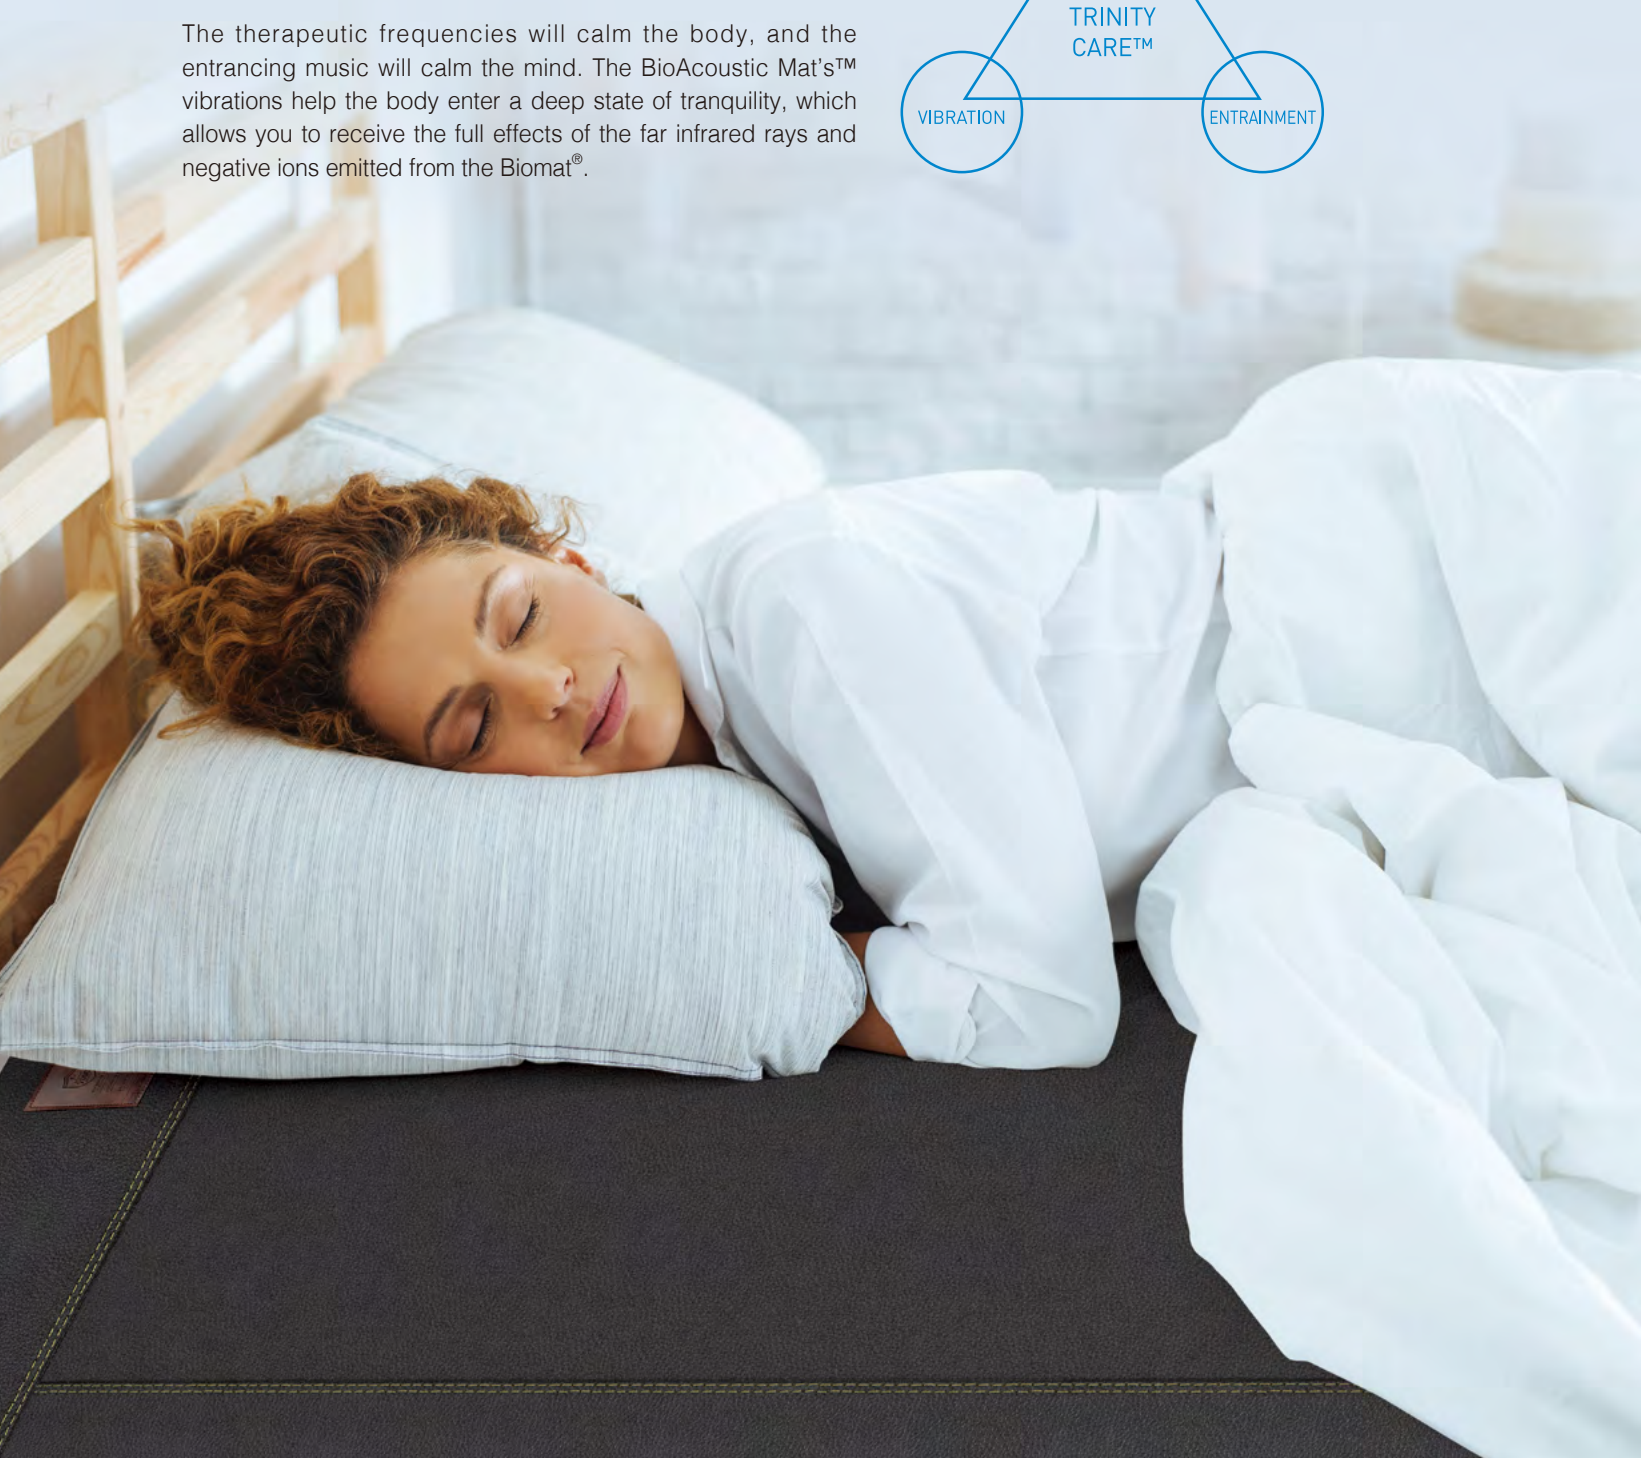 The therapeutic frequencies will calm the body, and the
entrancing music will calm the mind. The BioAcoustic Mat's™
vibrations help the body enter a deep state of tranquility, which
allows you to receive the full effects of the far infrared rays and
negative ions emitted from the Biomat®.
TRINITY
CARE™
VIBRATION
ENTRAINMENT